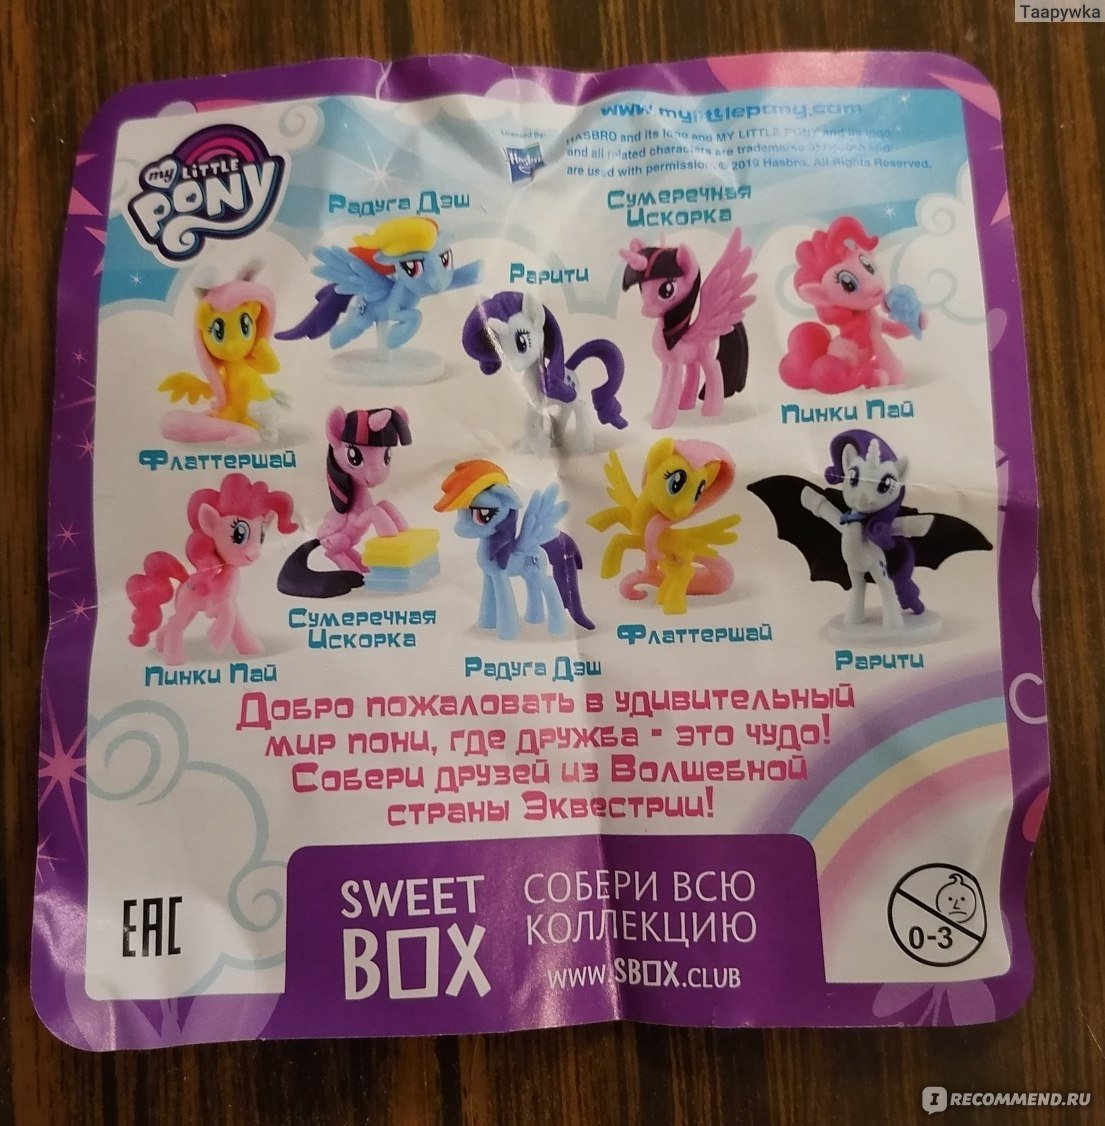 Таарywka
my LiTTLE
PONY
www.mylittlepony.com
Licensed By:
Hasbro
HASBRO and its logo and MY LITTLE PONY and its logo
and all related characters are trademarks of Hasbro and
are used with permission. © 2019 Hasbro. All Rights Reserved.
Радуга Дэш
Сумеречная
Искорка
Рарити
Пинки Пай
Флаттершай
Сумеречная
Искорка
Флаттершай
Пинки Пай
Радуга Дэш
Рарити
Добро пожаловать в удивительный
мир пони, где дружба - это чудо!
Собери друзей из Волшебной
страны Эквестрии!
EAC
SWEET
BOX
СОБЕРИ ВСЮ
КОЛЛЕКЦИЮ
WWW.SBOX.CLUB
0-3
IRECOMMEND.RU